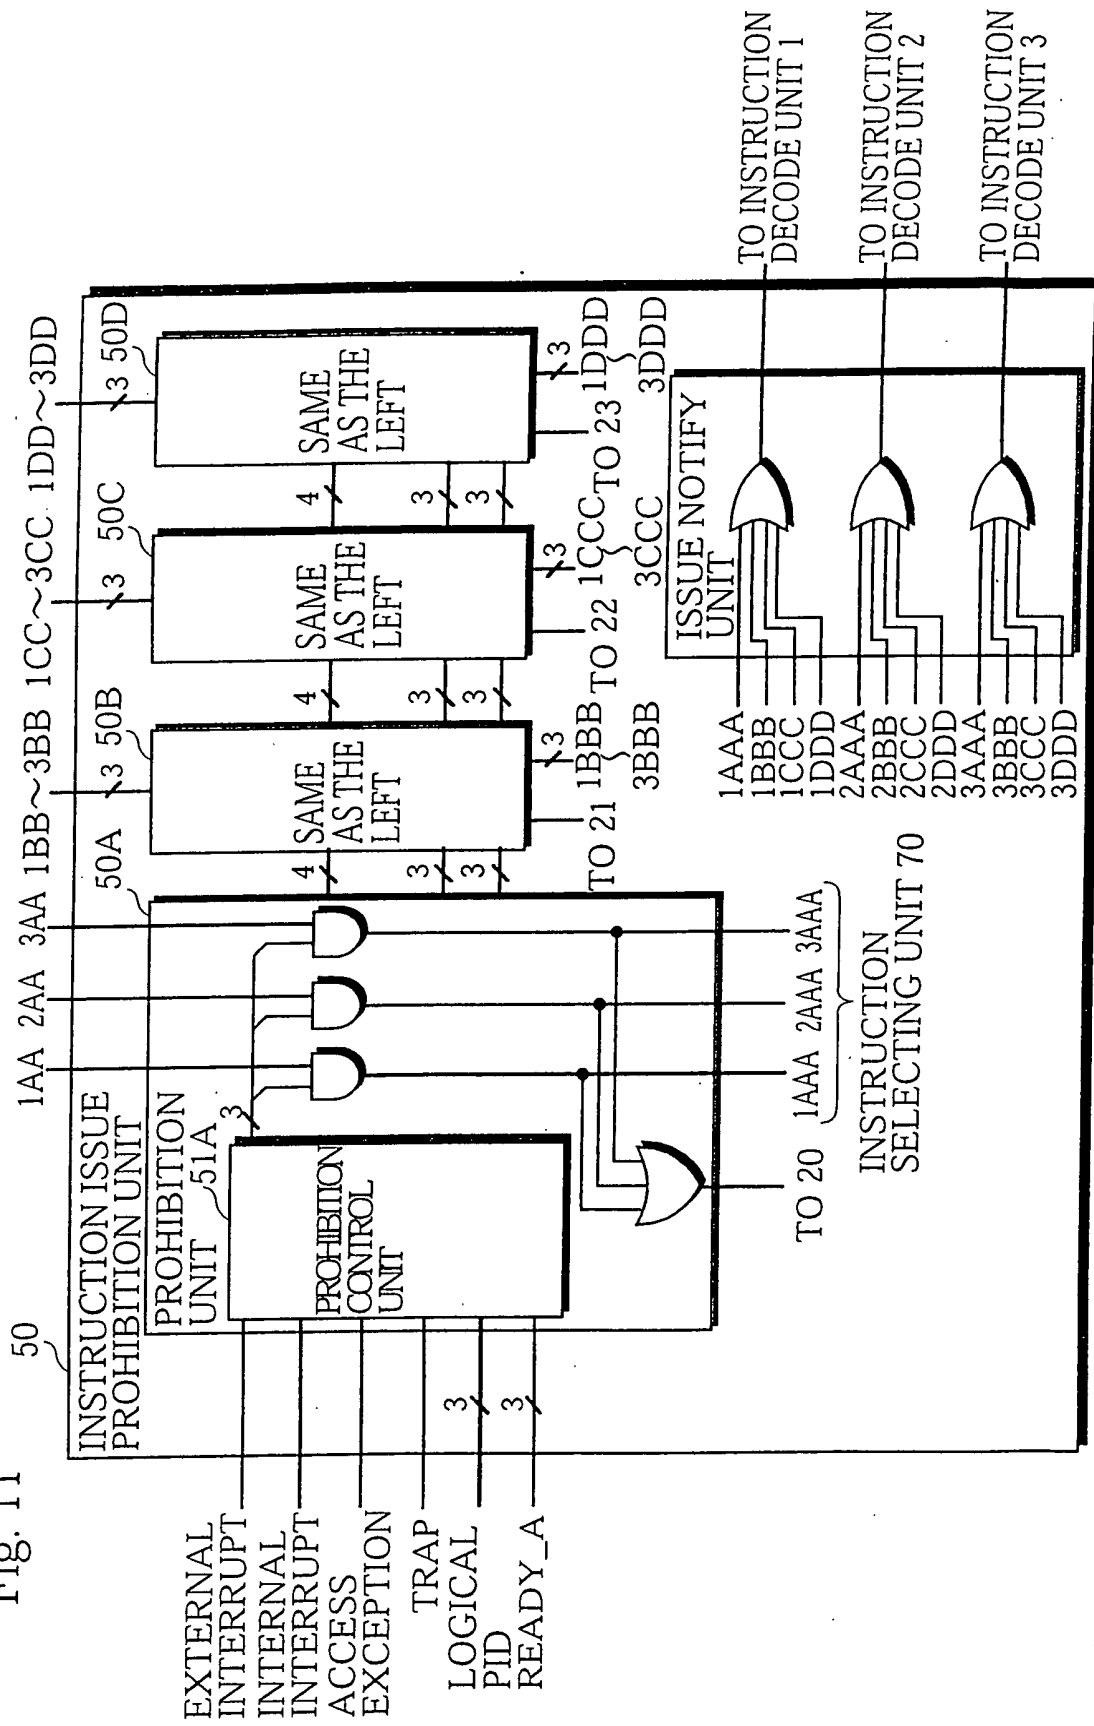 Fig. 11
50
INSTRUCTION ISSUE
PROHIBITION UNIT
1AA
2AA
3AA
1BB~3BB
1CC~3CC
1DD~3DD
50A
50B
50C
50D
3
3
3
PROHIBITION
UNIT
51A
3
PROHIBITION
CONTROL
UNIT
EXTERNAL
INTERRUPT
INTERNAL
INTERRUPT
ACCESS
EXCEPTION
TRAP
LOGICAL
PID
3
READY_A
3
4
3
3
SAME
AS THE
LEFT
4
3
3
SAME
AS THE
LEFT
4
3
3
SAME
AS THE
LEFT
TO 20
1AAA
2AAA
3AAA
INSTRUCTION
SELECTING UNIT 70
TO 21
3
1BBB
~
3BBB
TO 22
3
1CCC
~
3CCC
TO 23
3
1DDD
~
3DDD
ISSUE NOTIFY
UNIT
1AAA
1BBB
1CCC
1DDD
2AAA
2BBB
2CCC
2DDD
3AAA
3BBB
3CCC
3DDD
TO INSTRUCTION
DECODE UNIT 1
TO INSTRUCTION
DECODE UNIT 2
TO INSTRUCTION
DECODE UNIT 3